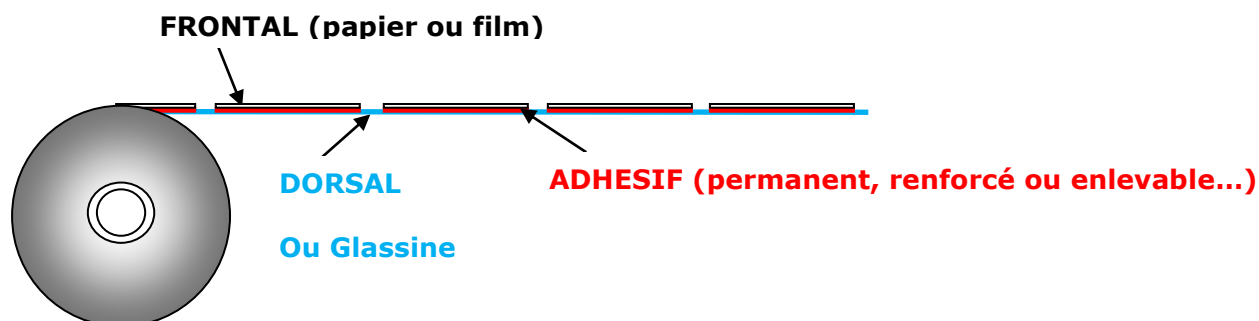 FRONTAL (papier ou film)
DORSAL
Ou Glassine
ADHESIF (permanent, renforcé ou enlevable…)